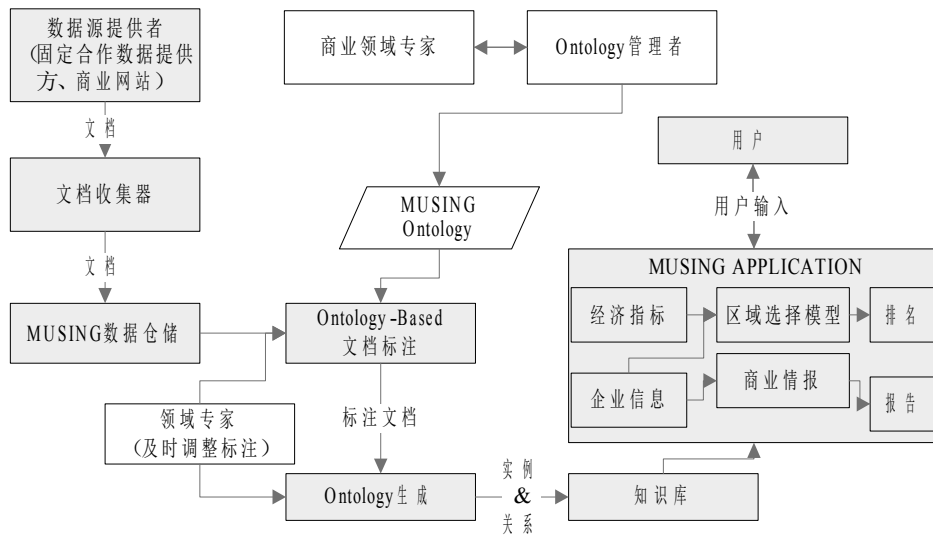 数据源提供者
（固定合作数据提供
方、商业网站）
商业领域专家
Ontology管理者
文档
用户
文档收集器
MUSING
Ontology
用户输入
文档
MUSING APPLICATION
MUSING数据仓储
Ontology-Based
文档标注
经济指标
区域选择模型
排名
企业信息
商业情报
报告
领域专家
（及时调整标注）
标注文档
Ontology生成
实例
&
关系
知识库